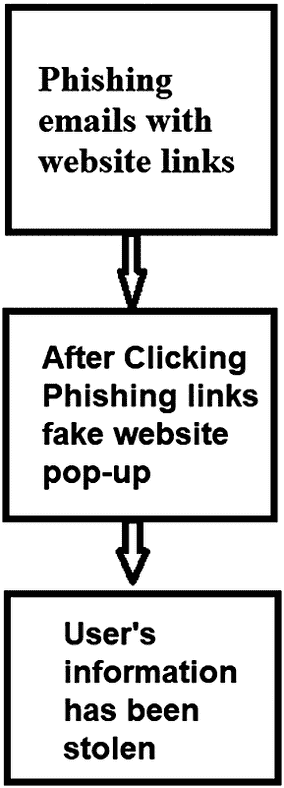 Phishing
emails with
website links
After Clicking
Phishing links
fake website
pop-up
User's
information
has been
stolen